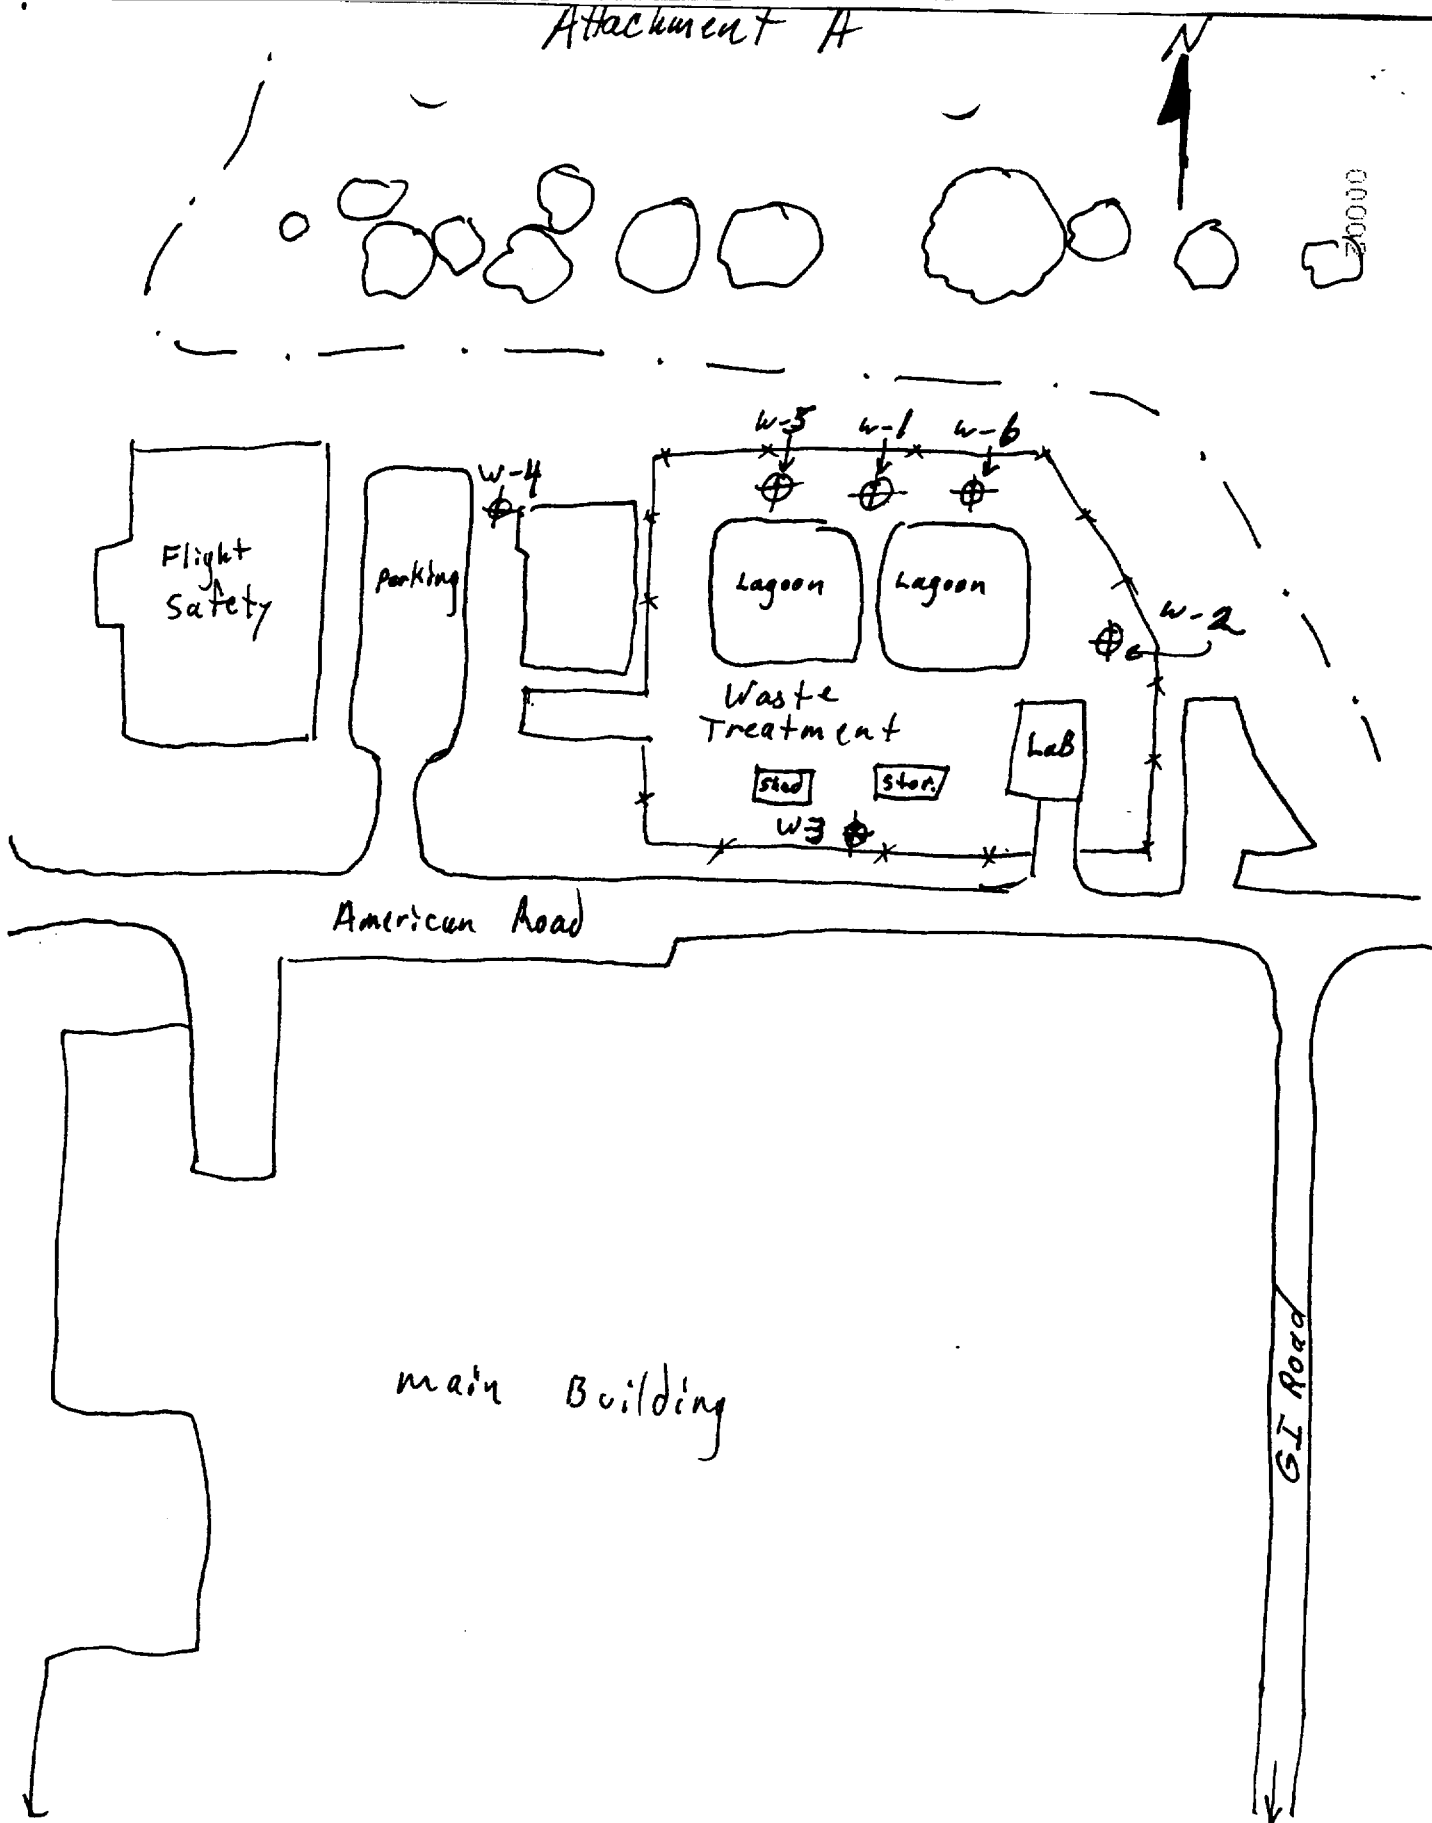 Attachment A
N
00002
W-5
W-1
W-6
W-4
Flight
Safety
Parking
Lagoon
Lagoon
W-2
Waste
Treatment
LaB
Shed
Stor.
W3
American Road
main Building
GI Road